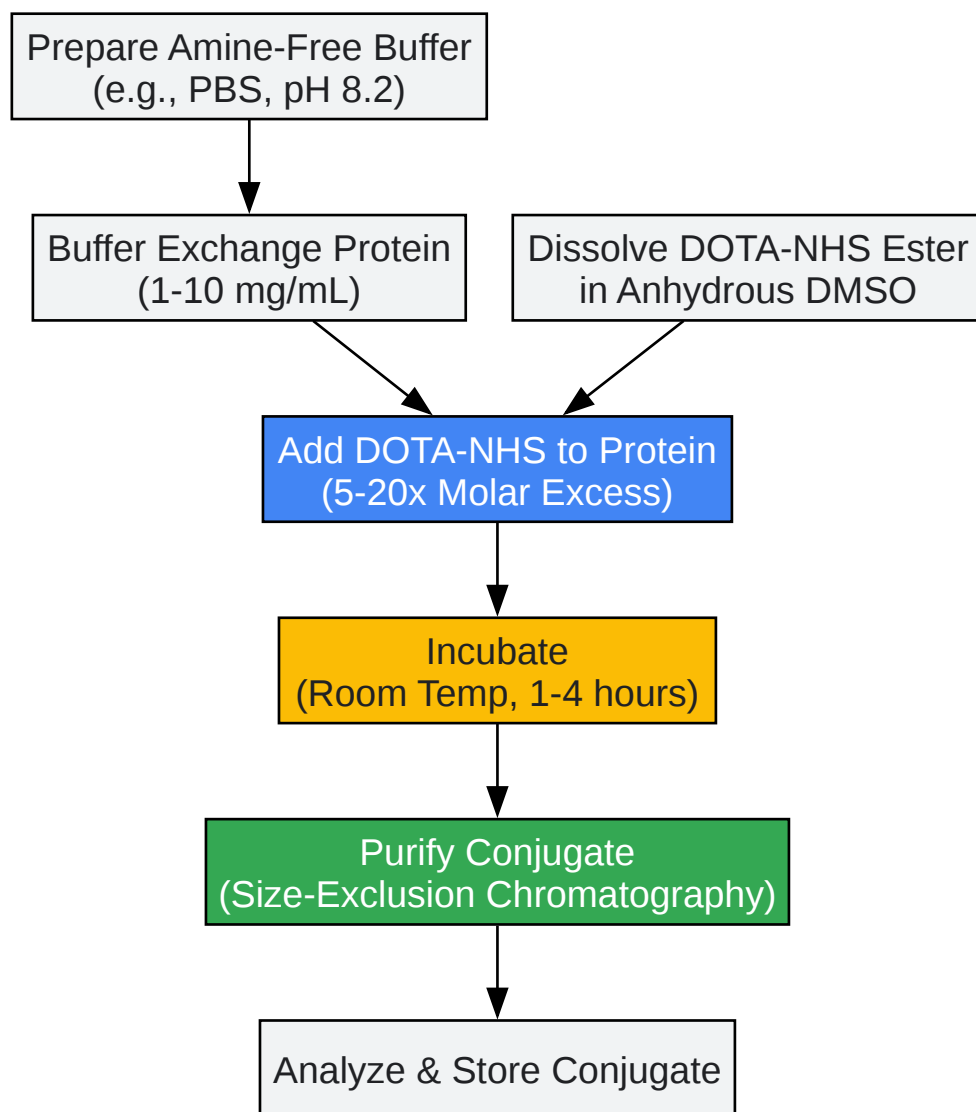 Prepare Amine-Free Buffer
(e.g., PBS, pH 8.2)
Buffer Exchange Protein
(1-10 mg/mL)
Dissolve DOTA-NHS Ester
in Anhydrous DMSO
Add DOTA-NHS to Protein
(5-20x Molar Excess)
Incubate
(Room Temp, 1-4 hours)
Purify Conjugate
(Size-Exclusion Chromatography)
Analyze & Store Conjugate